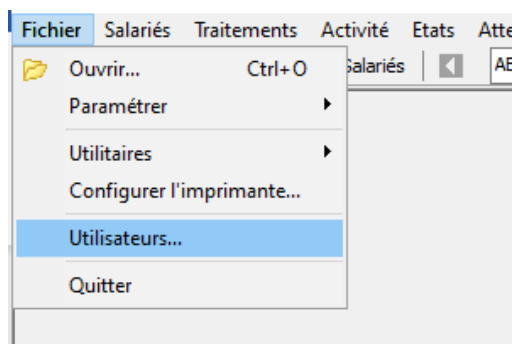 Fichier Salariés Traitements Activité Etats
Ouvrir... Ctrl+O Salariés
Paramétrer
Utilitaires
Configurer l'imprimante...
Utilisateurs...
Quitter